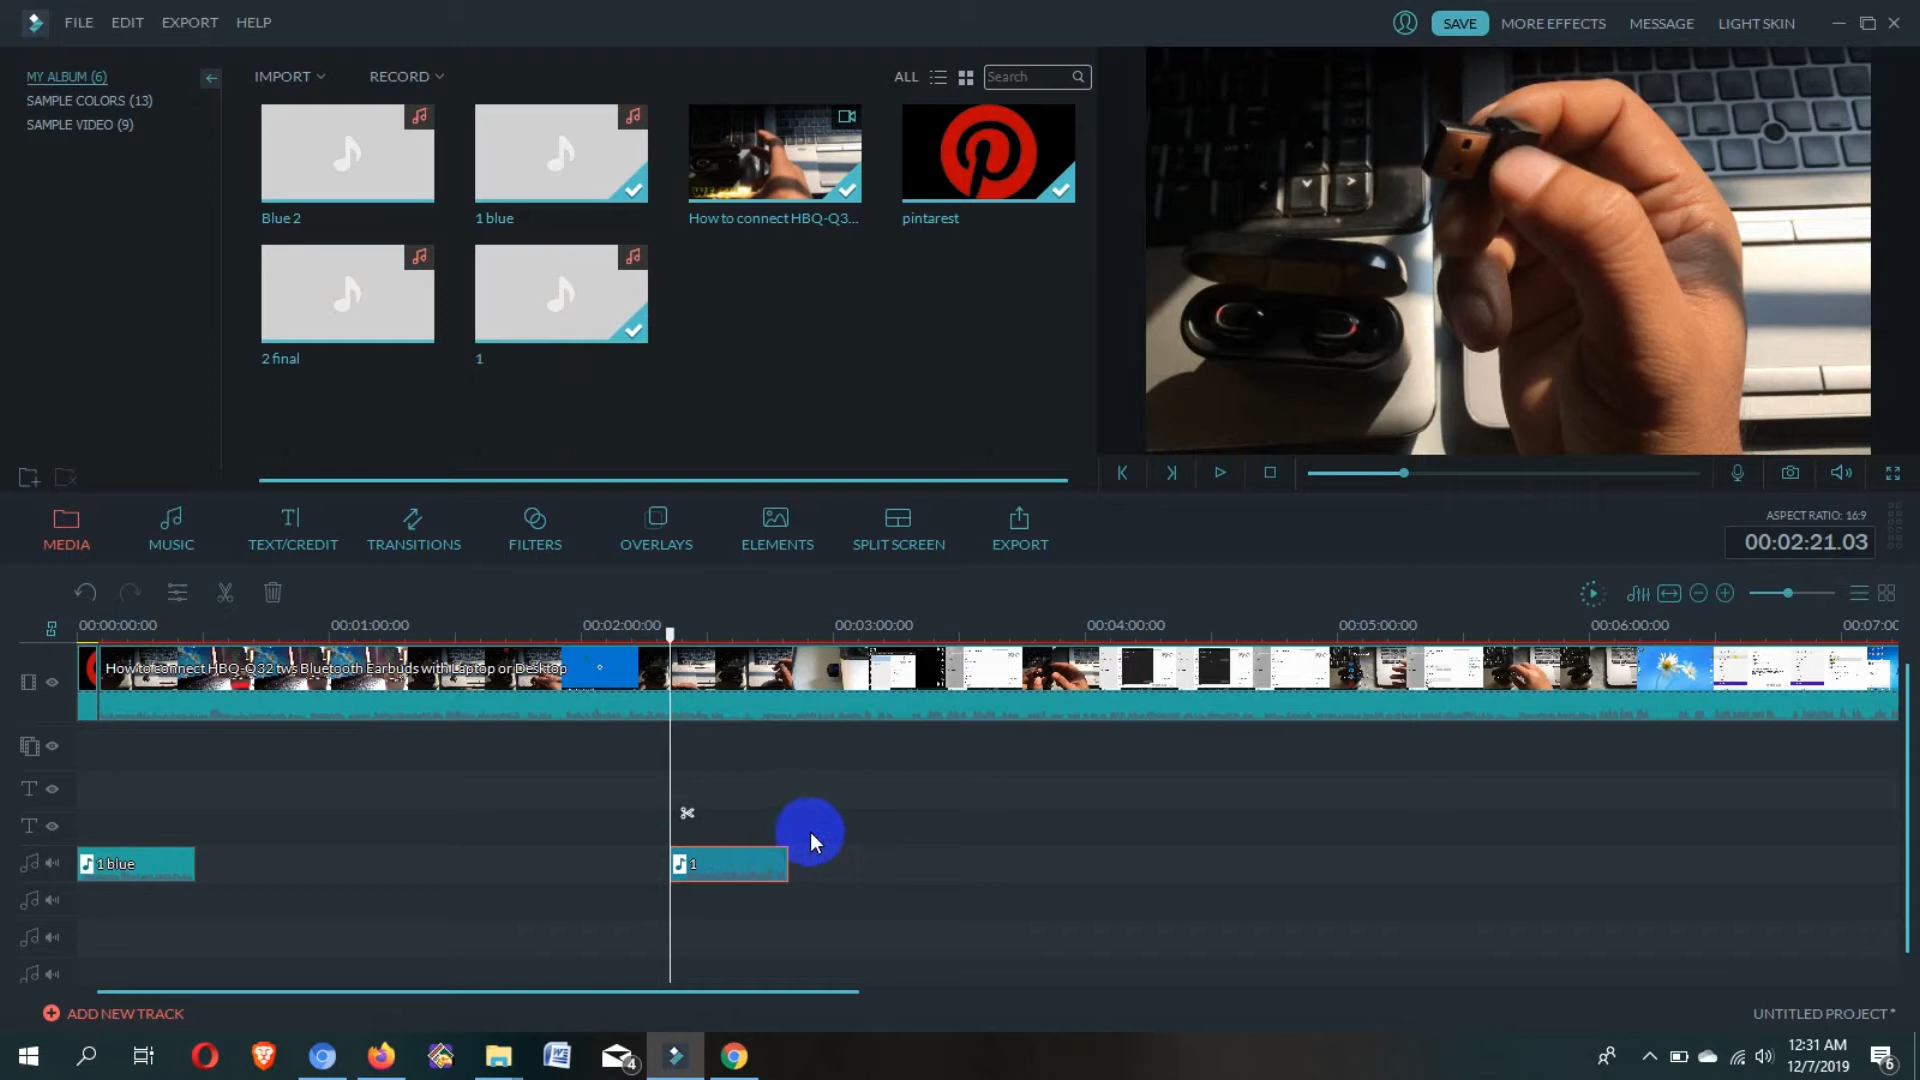 FILE EDIT EXPORT HELP
SAVE MORE EFFECTS MESSAGE LIGHT SKIN
MY ALBUM (6)
SAMPLE COLORS (13)
SAMPLE VIDEO (9)
IMPORT RECORD ALL Search
Blue 2
1 blue
How to connect HBQ-Q3...
pintarest
2 final
1
MEDIA MUSIC TEXT/CREDIT TRANSITIONS FILTERS OVERLAYS ELEMENTS SPLIT SCREEN EXPORT
ASPECT RATIO: 16:9
00:02:21.03
00:00:00:00 00:01:00:00 00:02:00:00 00:03:00:00 00:04:00:00 00:05:00:00 00:06:00:00 00:07:00
How to connect HBQ-Q32 tws Bluetooth Earbuds with Laptop or Desktop
1 blue
1
ADD NEW TRACK
UNTITLED PROJECT *
4
12:31 AM
12/7/2019
6